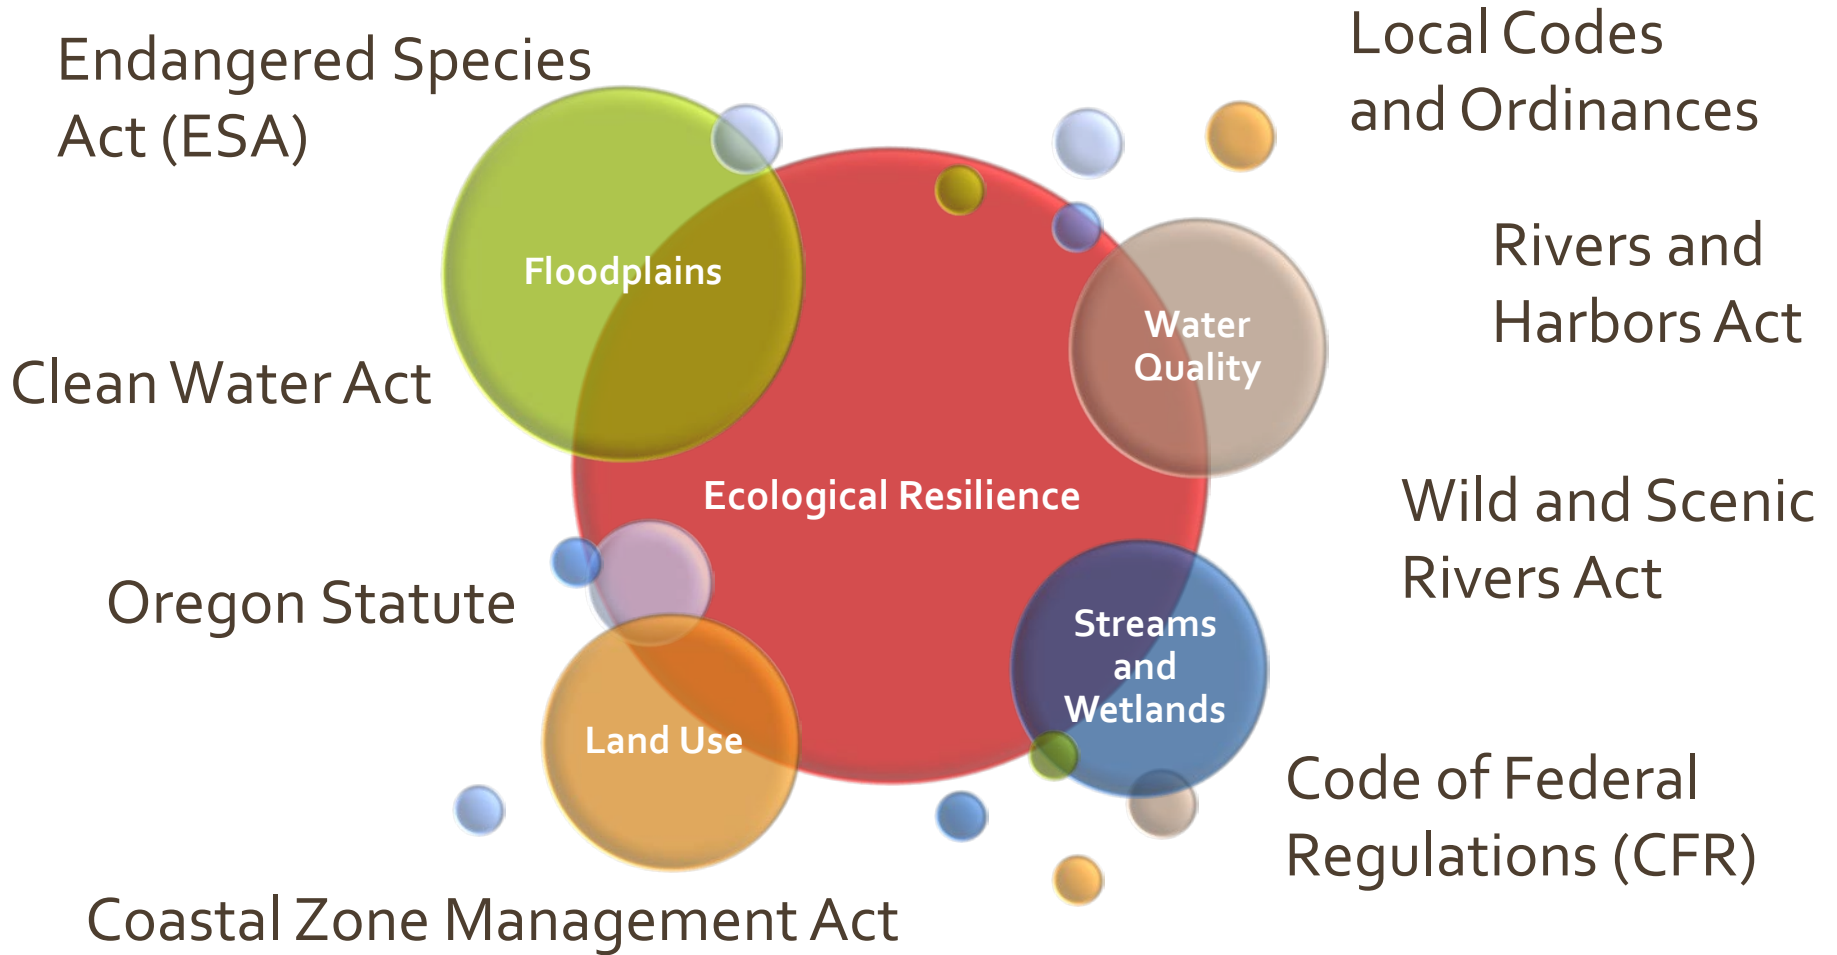 Endangered Species
Act (ESA)
Local Codes
and Ordinances
Floodplains
Rivers and
Harbors Act
Water
Quality
Clean Water Act
Ecological Resilience
Wild and Scenic
Rivers Act
Oregon Statute
Streams
and
Wetlands
Land Use
Code of Federal
Regulations (CFR)
Coastal Zone Management Act